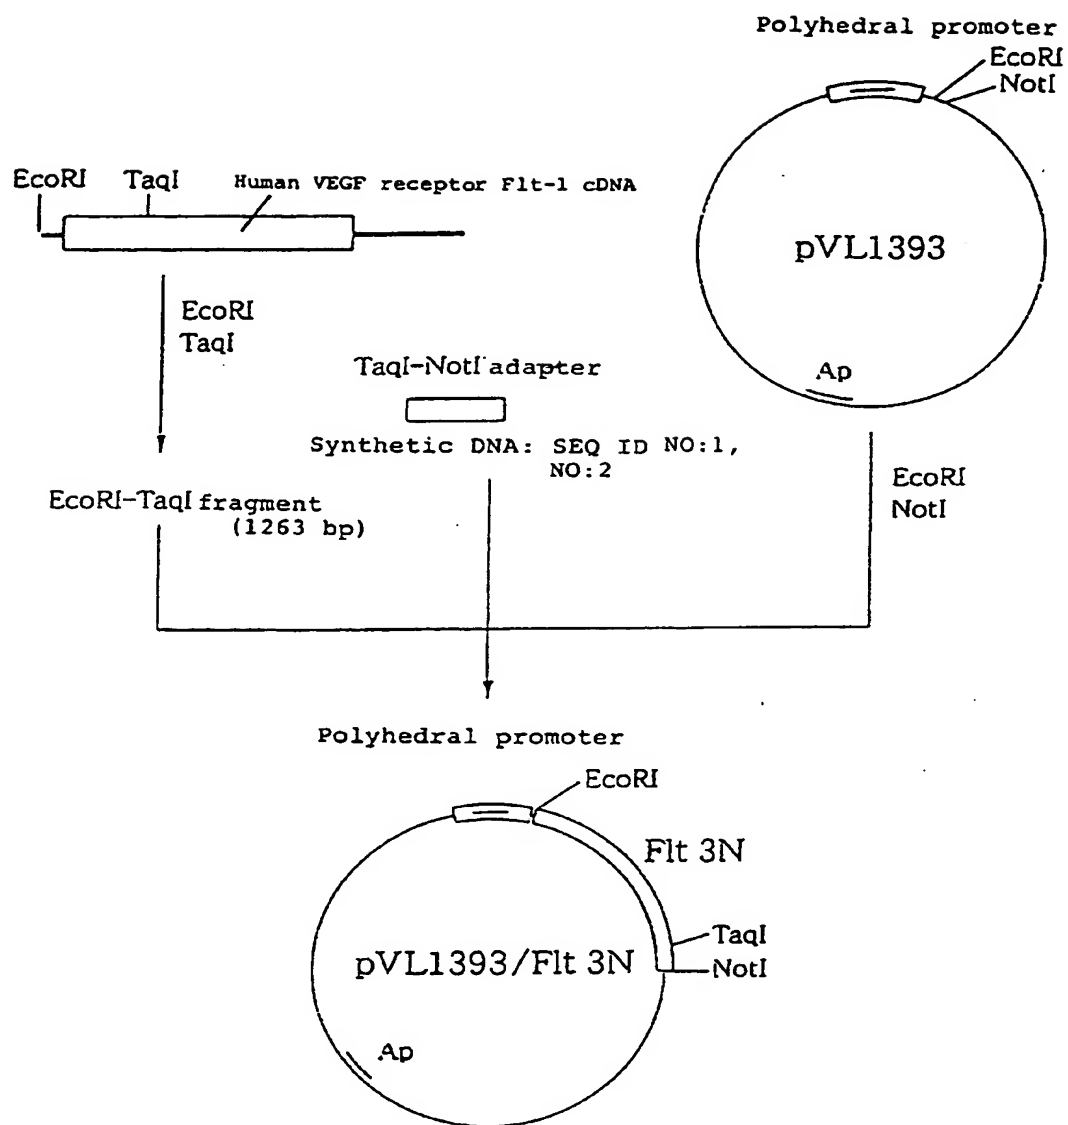 Polyhedral promoter
EcoRI
NotI
EcoRI
TaqI
Human VEGF receptor Flt-1 cDNA
pVL1393
EcoRI
TaqI
TaqI-NotI adapter
Ap
Synthetic DNA: SEQ ID NO:1,
NO:2
EcoRI
NotI
EcoRI-TaqI fragment
(1263 bp)
Polyhedral promoter
EcoRI
Flt 3N
TaqI
pVL1393/Flt 3N
NotI
Ap